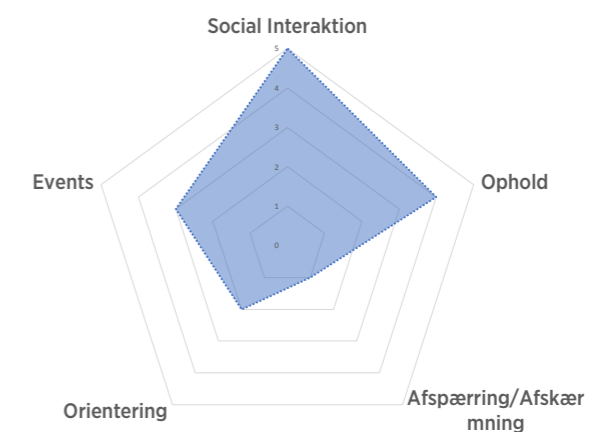 Social Interaktion
5
4
3
2
1
0
Events
Ophold
Orientering
Afspærring/Afskær
mning